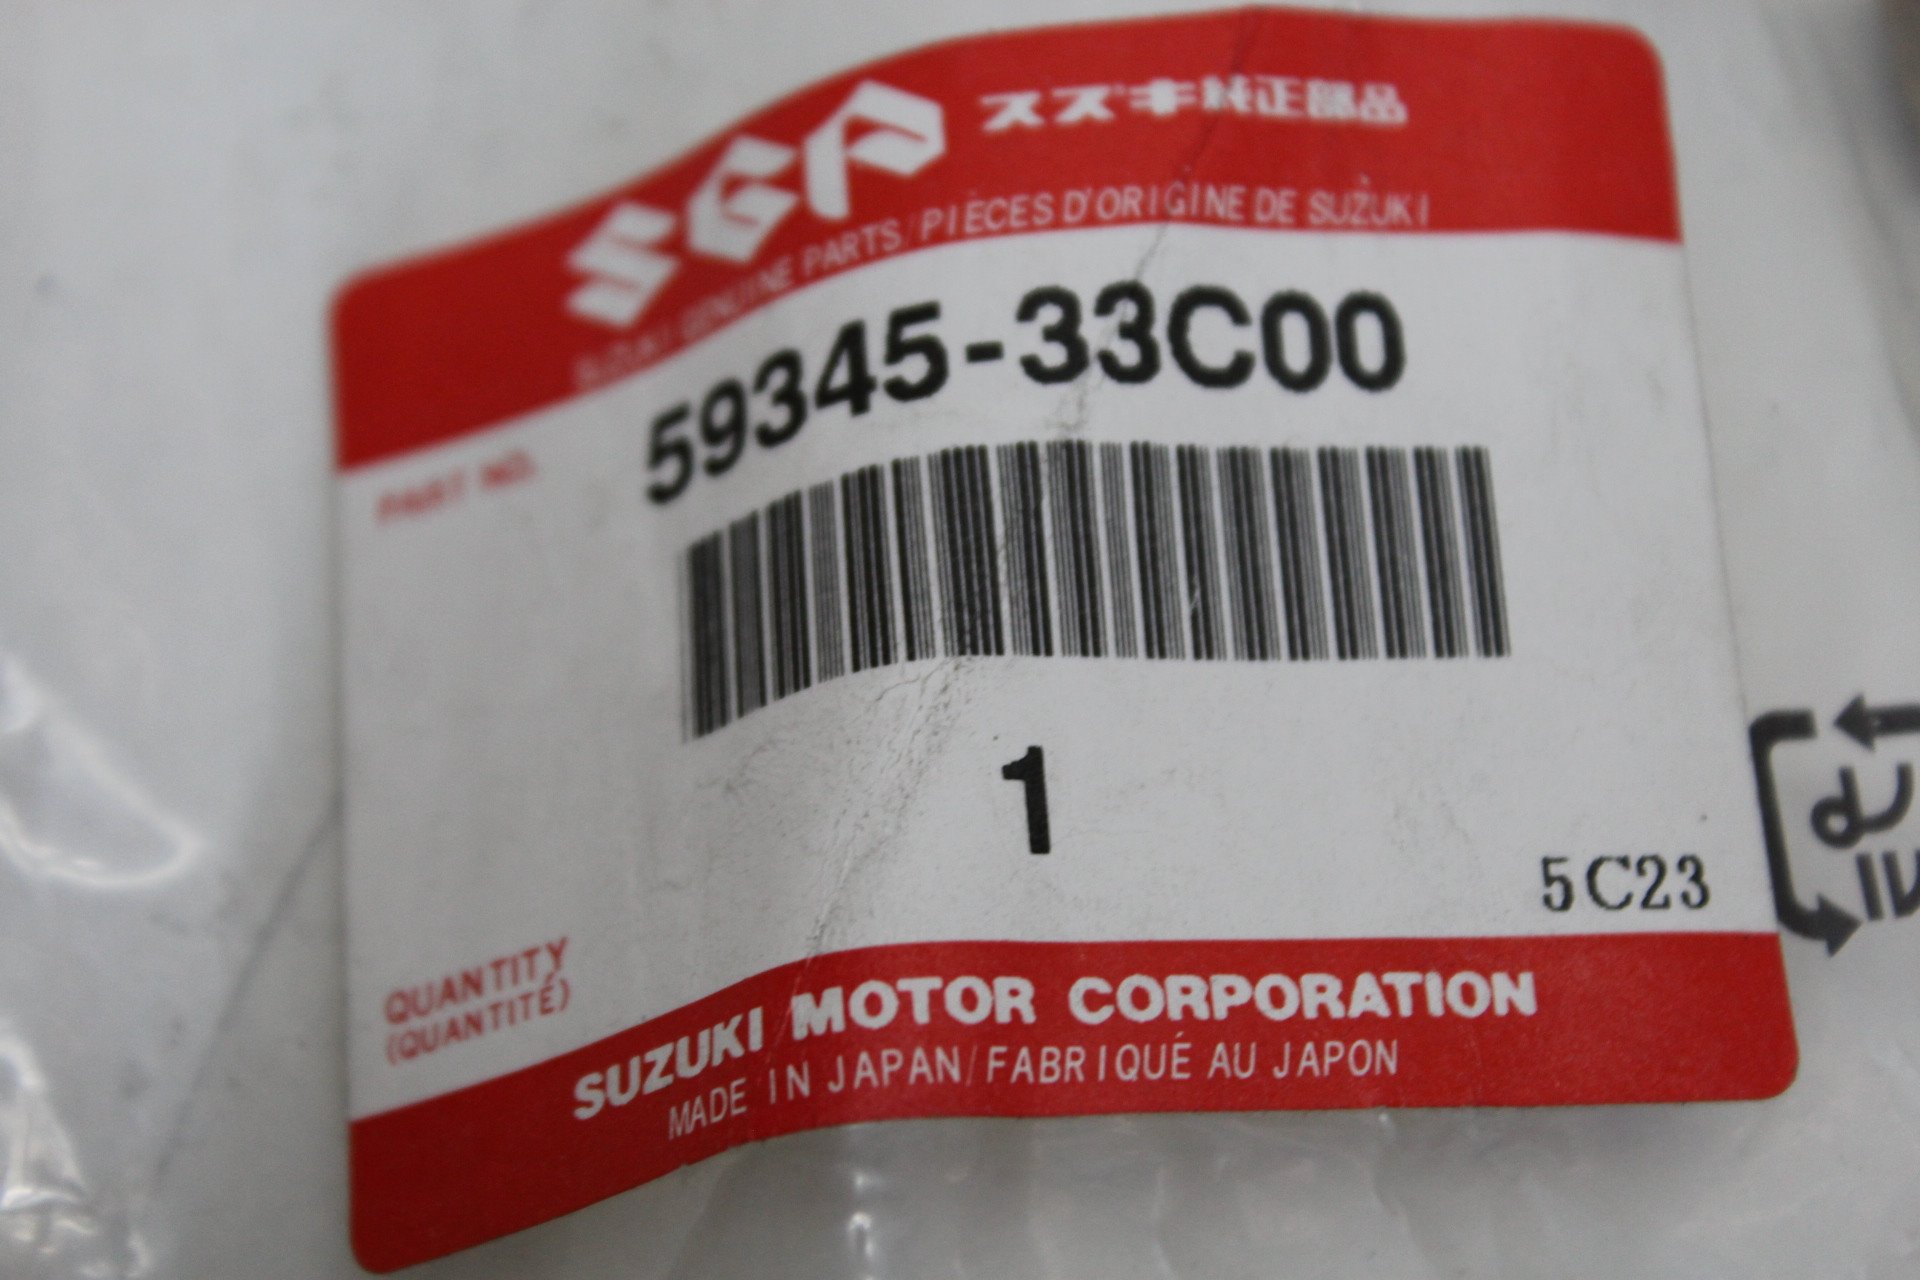 SGP スズキ純正部品
SUZUKI GENUINE PARTS/PIÈCES D'ORIGINE DE SUZUKI
59345-33C00
PART NO.
1
5C23
QUANTITY
(QUANTITÉ)
SUZUKI MOTOR CORPORATION
MADE IN JAPAN/FABRIQUÉ AU JAPON